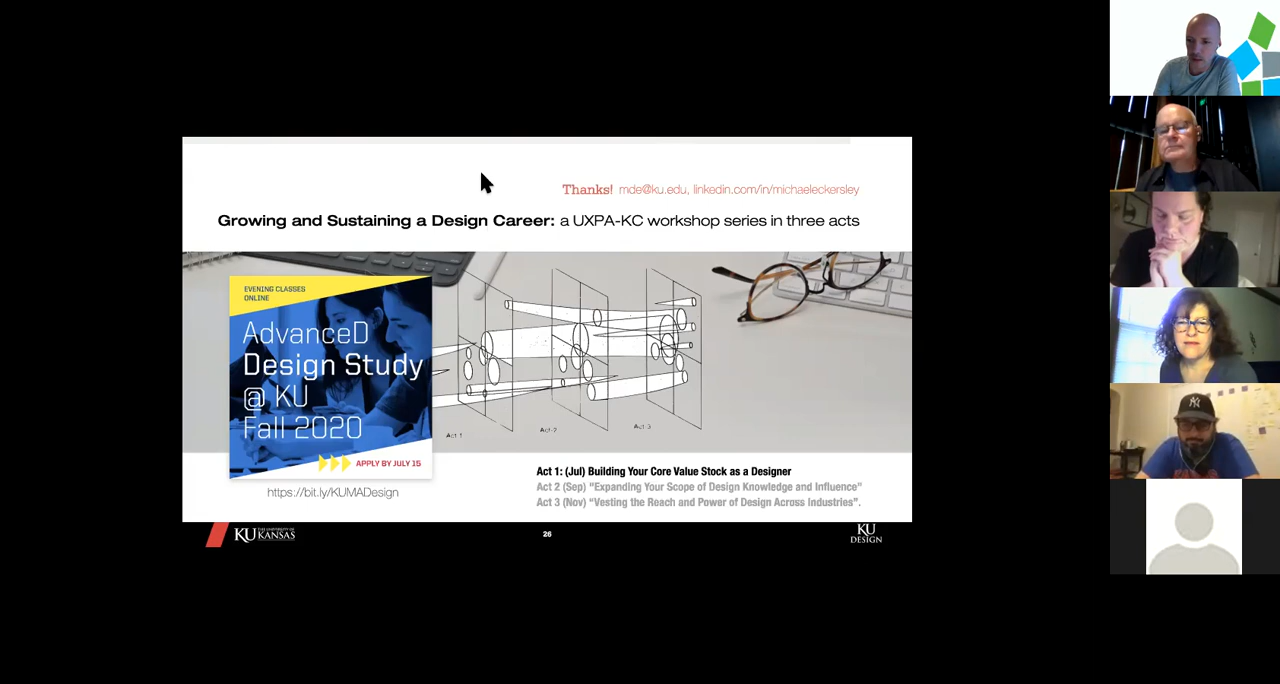 Thanks! mde@ku.edu, linkedin.com/in/michaeleckersley
Growing and Sustaining a Design Career: a UXPA-KC workshop series in three acts
EVENING CLASSES
ONLINE
AdvanceD
Design Study
@ KU
Fall 2020
APPLY BY JULY 15
https://bit.ly/KUMADesign
Act 1
Act-2
Act-3
Act 1: (Jul) Building Your Core Value Stock as a Designer
Act 2 (Sep) “Expanding Your Scope of Design Knowledge and Influence”
Act 3 (Nov) “Vesting the Reach and Power of Design Across Industries”.
KU THE UNIVERSITY OF
KANSAS
26
KU
DESIGN
NY